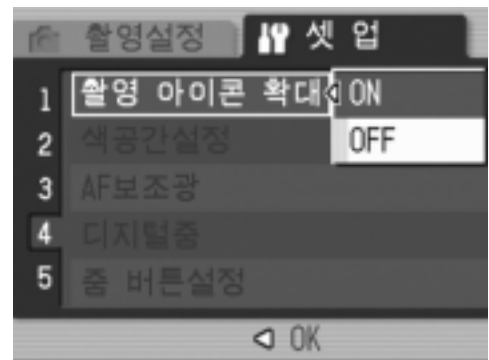 촬영설정 셋 업
1 촬영 아이콘 확대 ON
2 색공간설정 OFF
3 AF보조광
4 디지털줌
5 줌 버튼설정
OK